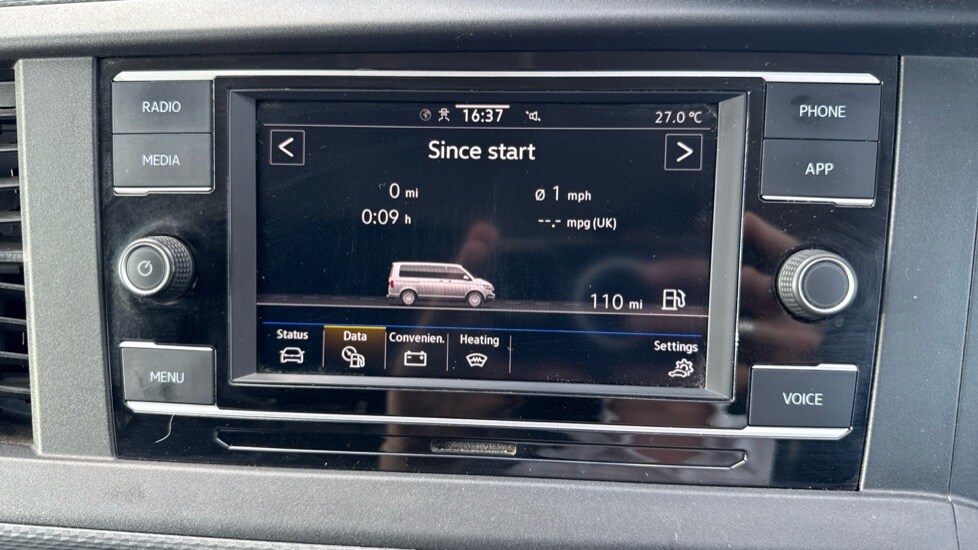 RADIO
MEDIA
MENU
16:37
27.0 °C
<
Since start
>
0 mi
ø 1 mph
0:09 h
--.- mpg (UK)
110 mi
Status
Data
Convenien.
Heating
Settings
PHONE
APP
VOICE